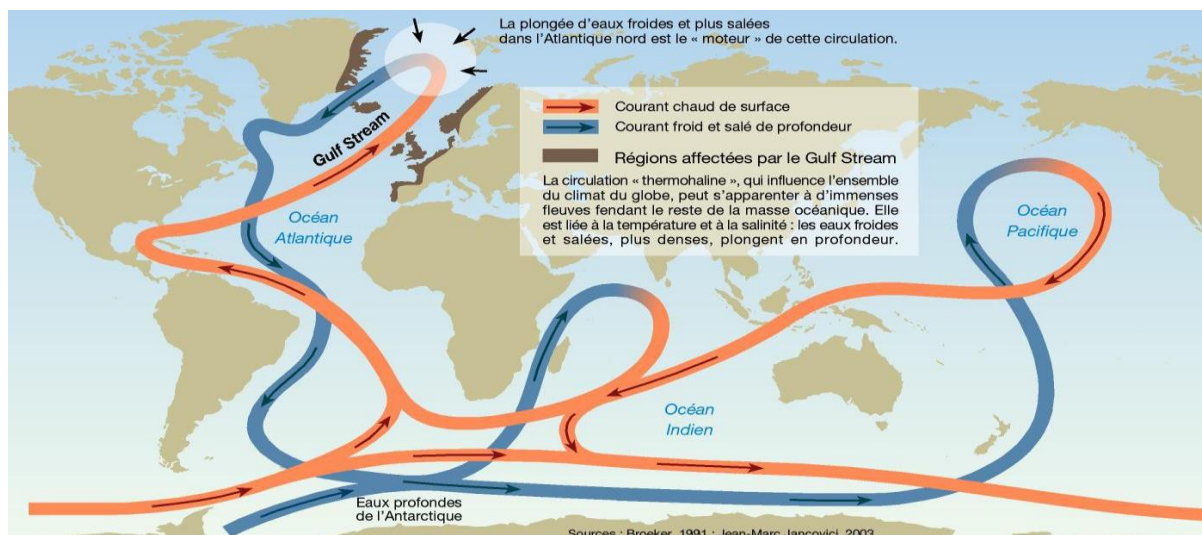 La plongée d'eaux froides et plus salées
dans l'Atlantique nord est le « moteur » de cette circulation.
Courant chaud de surface
Courant froid et salé de profondeur
Régions affectées par le Gulf Stream
La circulation « thermohaline », qui influence l'ensemble
du climat du globe, peut s'apparenter à d'immenses
fleuves fendant le reste de la masse océanique. Elle
est liée à la température et à la salinité : les eaux froides
et salées, plus denses, plongent en profondeur.
Gulf Stream
Océan
Atlantique
Océan
Pacifique
Océan
Indien
Eaux profondes
de l'Antarctique
Sources : Broeker, 1991 ; Jean-Marc Jancovici, 2003